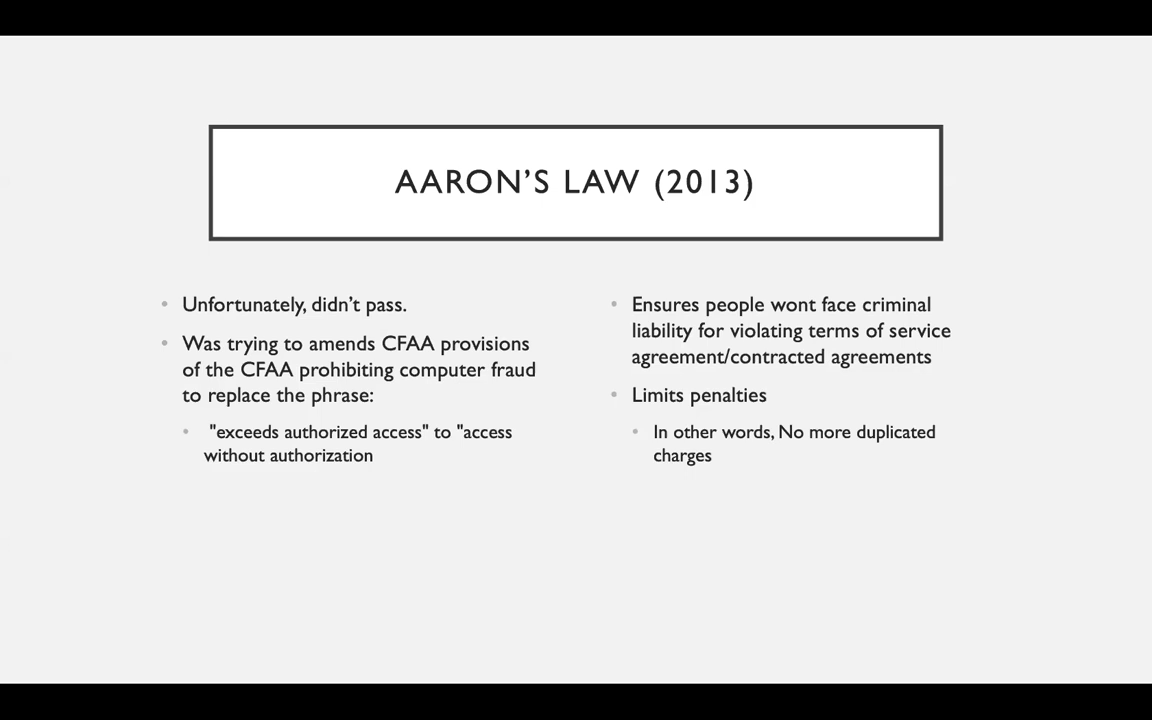 AARON’S LAW (2013)
Unfortunately, didn’t pass.
Was trying to amends CFAA provisions
of the CFAA prohibiting computer fraud
to replace the phrase:
"exceeds authorized access" to "access
without authorization
Ensures people wont face criminal
liability for violating terms of service
agreement/contracted agreements
Limits penalties
In other words, No more duplicated
charges